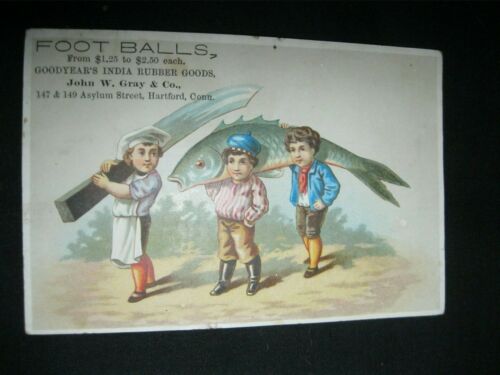 FOOT BALLS,
From $1.25 to $2.50 each.
GOODYEAR'S INDIA RUBBER GOODS,
John W. Gray & Co.,
147 & 149 Asylum Street, Hartford, Conn.